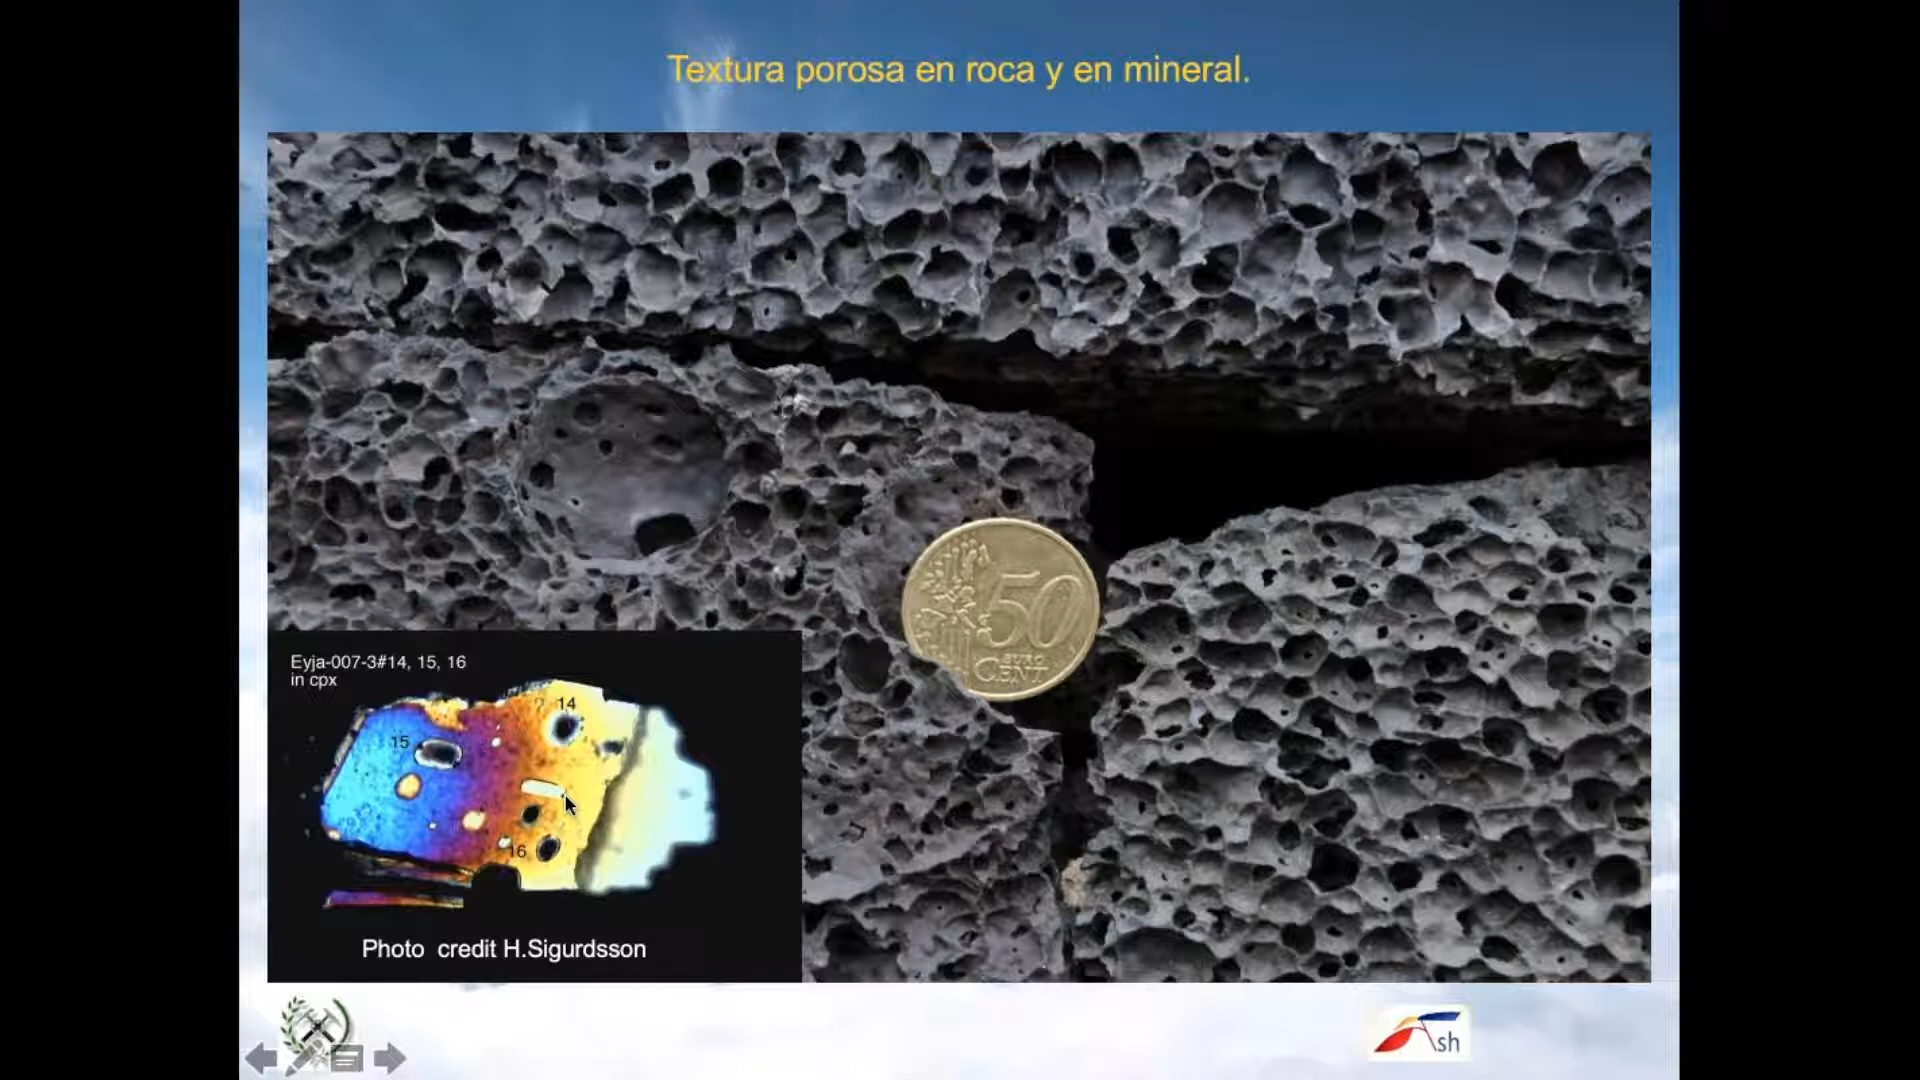 Textura porosa en roca y en mineral.
50
EURO
CENT
Eyja-007-3#14, 15, 16
in cpx
14
15
16
Photo credit H.Sigurdsson
Ash